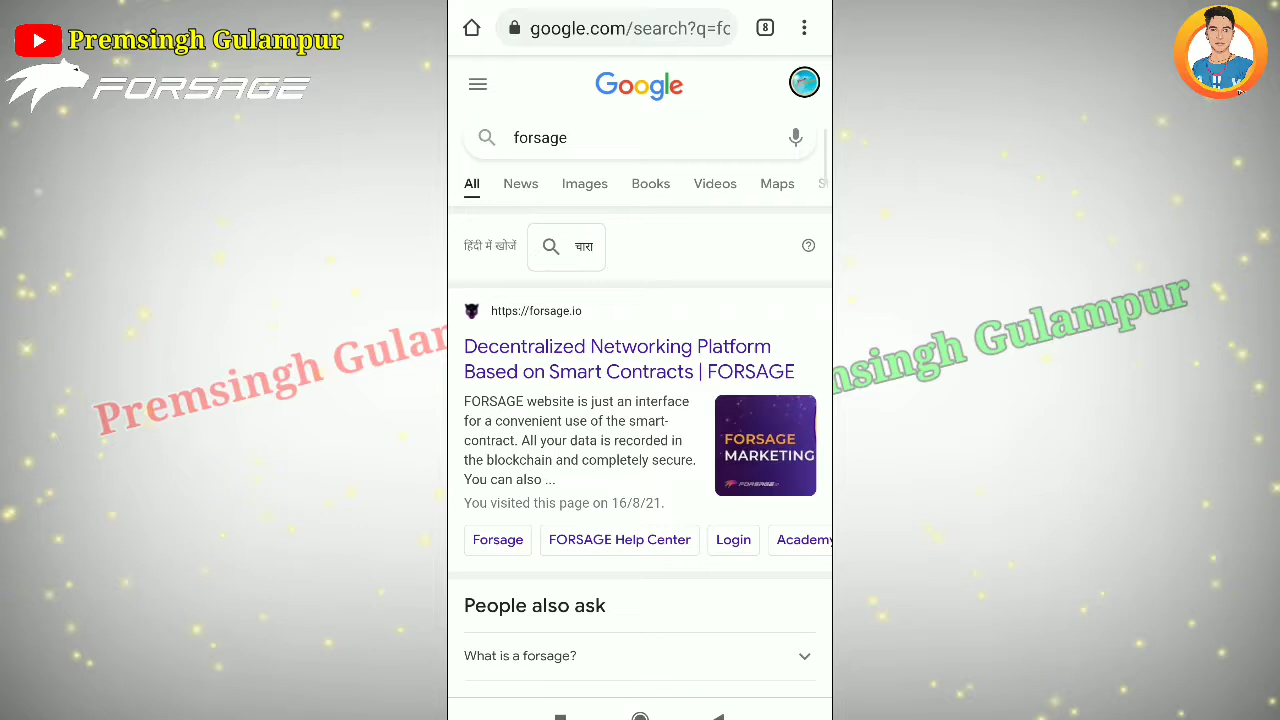 Premsingh Gulampur
FORSAGE
google.com/search?q=fo
8
Google
forsage
All News Images Books Videos Maps
हिंदी में खोजें
चारा
https://forsage.io
Decentralized Networking Platform
Based on Smart Contracts | FORSAGE
FORSAGE website is just an interface
for a convenient use of the smart-
contract. All your data is recorded in
the blockchain and completely secure.
You can also ...
FORSAGE
MARKETING
FORSAGE
You visited this page on 16/8/21.
Forsage FORSAGE Help Center Login Academy
People also ask
What is a forsage?
Premsingh Gular
msingh Gulampur